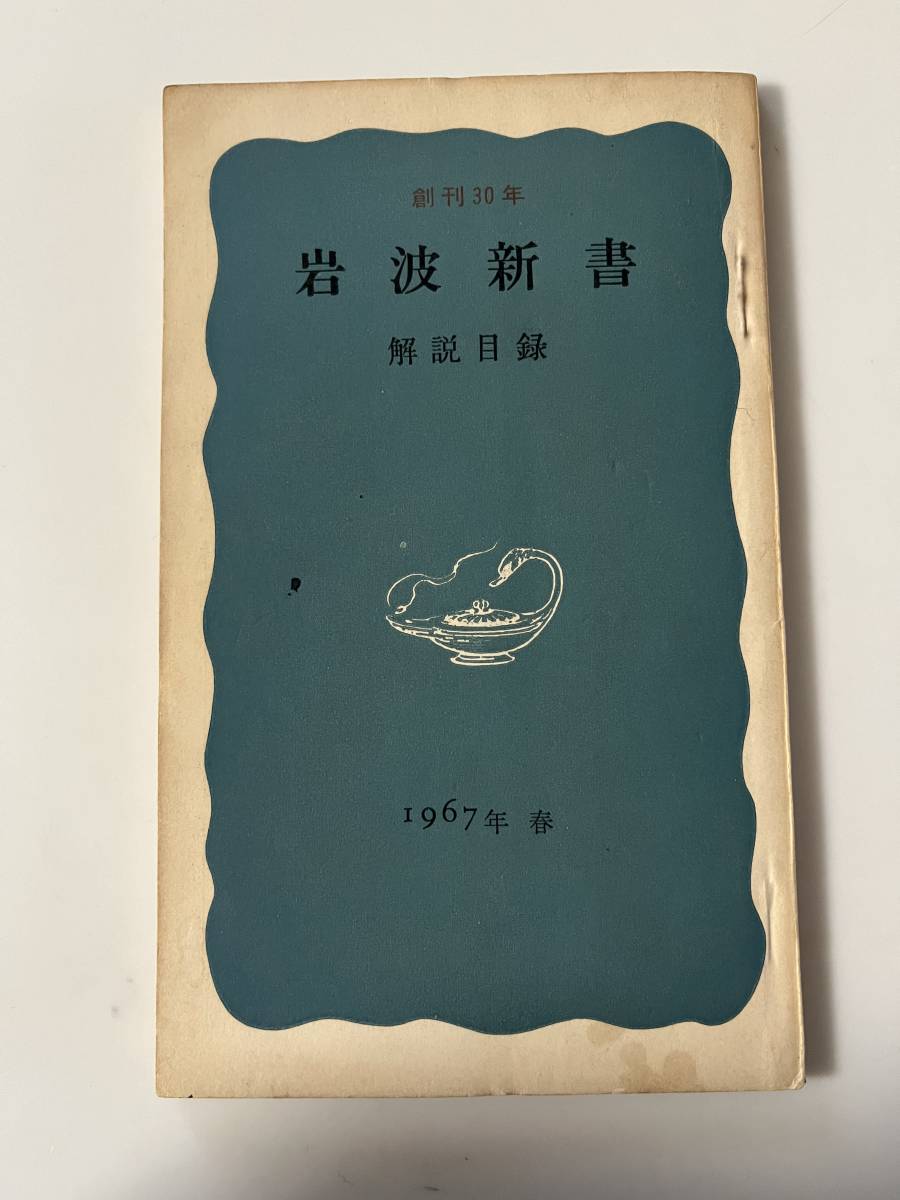 創刊30年
岩波新書
解説目録
1967年 春